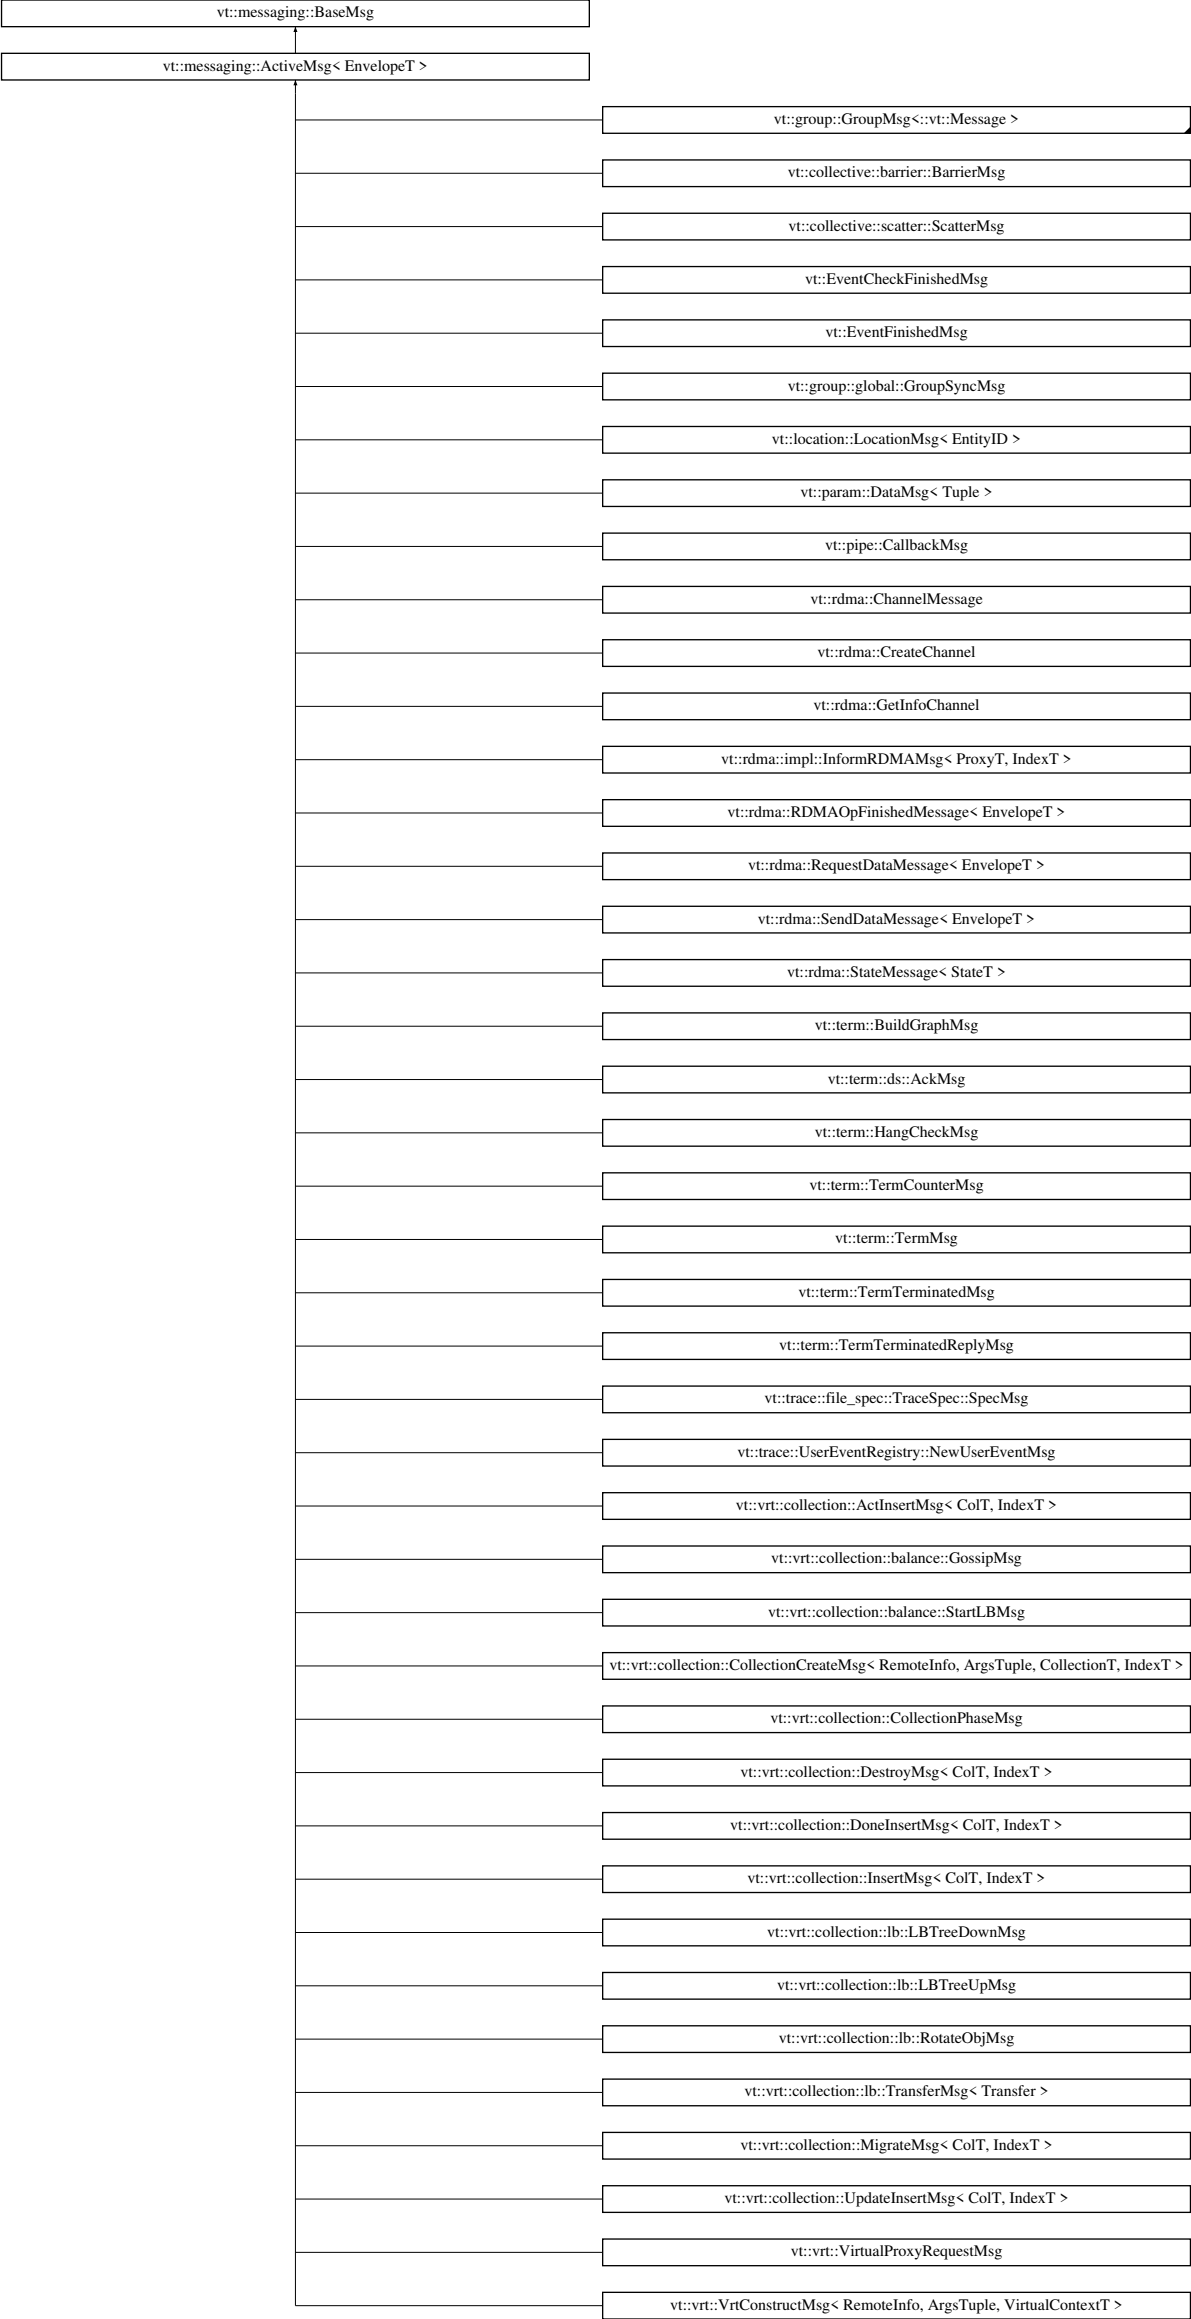 vt::messaging::BaseMsg
vt::messaging::ActiveMsg< EnvelopeT >
vt::group::GroupMsg<::vt::Message >
vt::collective::barrier::BarrierMsg
vt::collective::scatter::ScatterMsg
vt::EventCheckFinishedMsg
vt::EventFinishedMsg
vt::group::global::GroupSyncMsg
vt::location::LocationMsg< EntityID >
vt::param::DataMsg< Tuple >
vt::pipe::CallbackMsg
vt::rdma::ChannelMessage
vt::rdma::CreateChannel
vt::rdma::GetInfoChannel
vt::rdma::impl::InformRDMAMsg< ProxyT, IndexT >
vt::rdma::RDMAOpFinishedMessage< EnvelopeT >
vt::rdma::RequestDataMessage< EnvelopeT >
vt::rdma::SendDataMessage< EnvelopeT >
vt::rdma::StateMessage< StateT >
vt::term::BuildGraphMsg
vt::term::ds::AckMsg
vt::term::HangCheckMsg
vt::term::TermCounterMsg
vt::term::TermMsg
vt::term::TermTerminatedMsg
vt::term::TermTerminatedReplyMsg
vt::trace::file_spec::TraceSpec::SpecMsg
vt::trace::UserEventRegistry::NewUserEventMsg
vt::vrt::collection::ActInsertMsg< ColT, IndexT >
vt::vrt::collection::balance::GossipMsg
vt::vrt::collection::balance::StartLBMsg
vt::vrt::collection::CollectionCreateMsg< RemoteInfo, ArgsTuple, CollectionT, IndexT >
vt::vrt::collection::CollectionPhaseMsg
vt::vrt::collection::DestroyMsg< ColT, IndexT >
vt::vrt::collection::DoneInsertMsg< ColT, IndexT >
vt::vrt::collection::InsertMsg< ColT, IndexT >
vt::vrt::collection::lb::LBTreeDownMsg
vt::vrt::collection::lb::LBTreeUpMsg
vt::vrt::collection::lb::RotateObjMsg
vt::vrt::collection::lb::TransferMsg< Transfer >
vt::vrt::collection::MigrateMsg< ColT, IndexT >
vt::vrt::collection::UpdateInsertMsg< ColT, IndexT >
vt::vrt::VirtualProxyRequestMsg
vt::vrt::VrtConstructMsg< RemoteInfo, ArgsTuple, VirtualContextT >